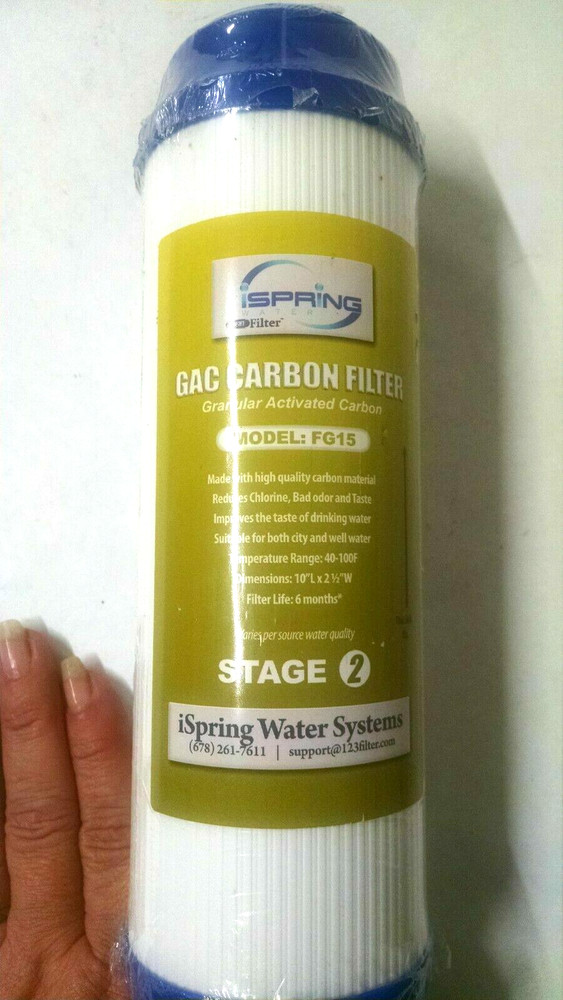 iSPRiNG
WATER
Filter
GAC CARBON FILTER
Granular Activated Carbon
MODEL: FG15
Made with high quality carbon material
Reduces Chlorine, Bad odor and Taste
Improves the taste of drinking water
Suitable for both city and well water
Temperature Range: 40-100F
Dimensions: 10"L x 2 ½"W
Filter Life: 6 months*
Varies per source water quality
STAGE 2
iSpring Water Systems
(678) 261-7611 | support@123filter.com